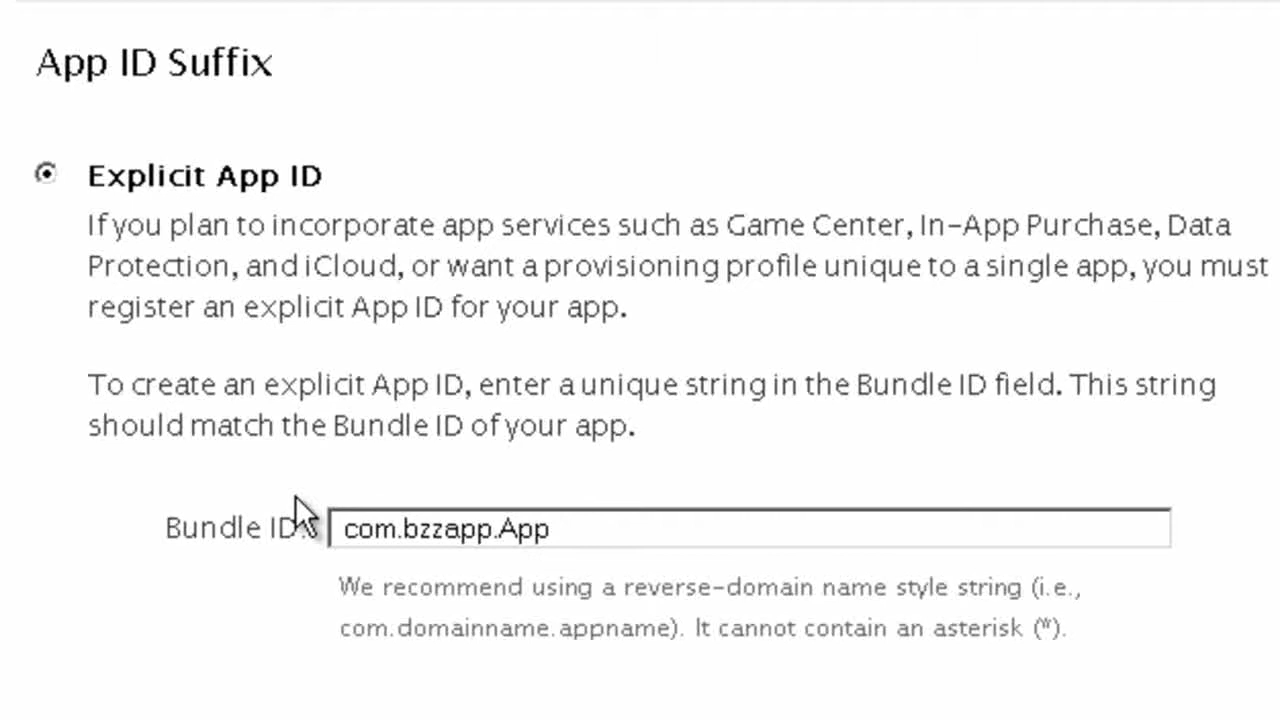 App ID Suffix
Explicit App ID
If you plan to incorporate app services such as Game Center, In-App Purchase, Data
Protection, and iCloud, or want a provisioning profile unique to a single app, you must
register an explicit App ID for your app.
To create an explicit App ID, enter a unique string in the Bundle ID field. This string
should match the Bundle ID of your app.
Bundle ID: com.bzzapp.App
We recommend using a reverse-domain name style string (i.e.,
com.domainname.appname). It cannot contain an asterisk (*).